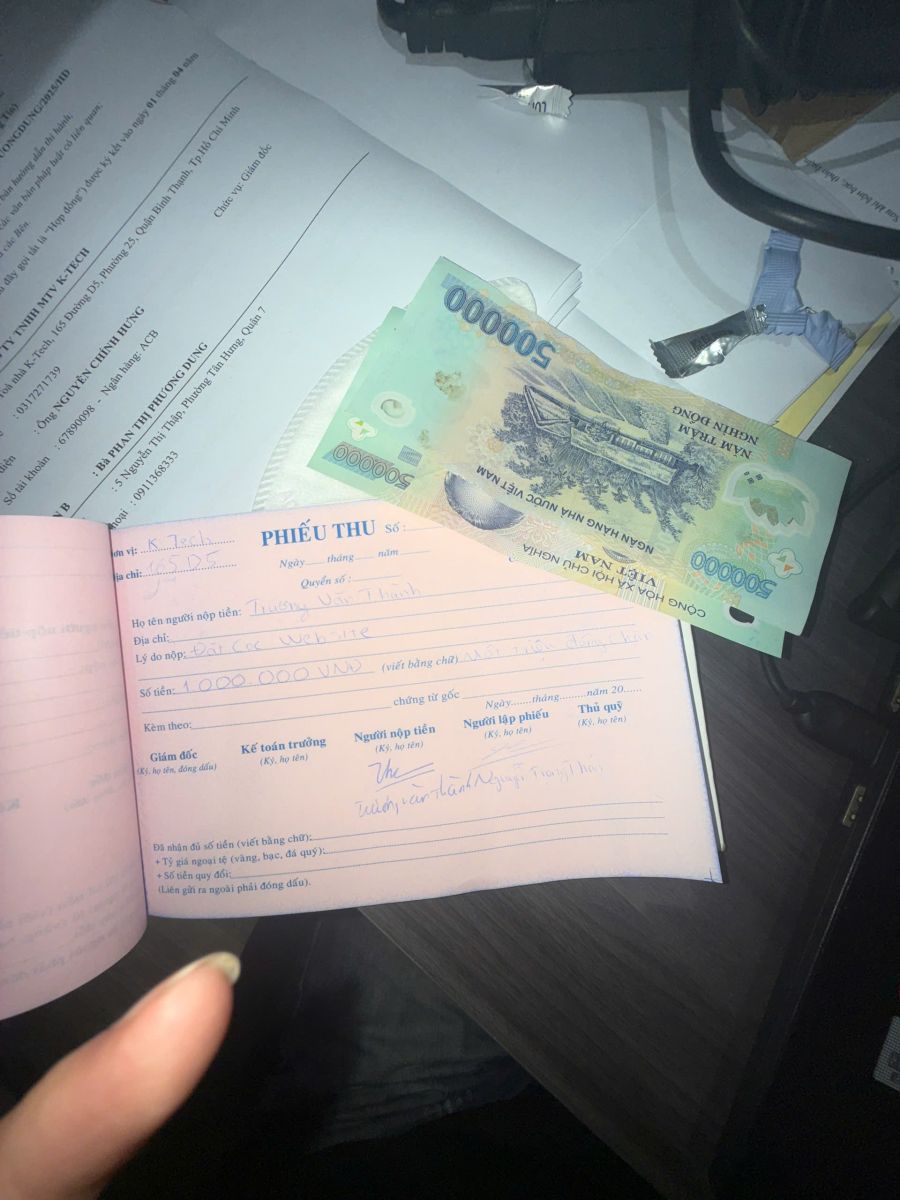 ƯƠNGDUNG/2025/HĐ
bản hướng dẫn thi hành;
các văn bản pháp luật có liên quan;
các Bên.
đây gọi tắt là "Hợp đồng") được ký kết vào ngày 01 tháng 04 năm
TY TNHH MTV K-TECH
nhà K-Tech, 165 Đường D5, Phường 25, Quận Bình Thạnh, Tp.Hồ Chí Minh
: 0317271739
diện : Ông NGUYỄN CHÍNH HƯNG Chức vụ: Giám đốc
Số tài khoản : 67890098 - Ngân hàng: ACB
N B : Bà PHAN THỊ PHƯƠNG DUNG
: 5 Nguyễn Thị Thập, Phường Tân Hưng, Quận 7
hoại : 0911368333
500000
500000
NĂM TRĂM
NGHÌN ĐỒNG
NGÂN HÀNG NHÀ NƯỚC VIỆT NAM
CỘNG HÒA XÃ HỘI CHỦ NGHĨA
VIỆT NAM
500000
ơn vị: K Tech
ịa chỉ: 165 D5
PHIẾU THU Số:
Ngày tháng năm
Quyển số:
Họ tên người nộp tiền: Trương Văn Thành
Địa chỉ:
Lý do nộp: Đặt Cọc Website
Số tiền: 1 000.000 VNĐ (viết bằng chữ) Một triệu đồng chẵn
Kèm theo: chứng từ gốc
Ngày.......tháng.........năm 20......
Giám đốc Kế toán trưởng Người nộp tiền Người lập phiếu Thủ quỹ
(Ký, họ tên, đóng dấu) (Ký, họ tên) (Ký, họ tên) (Ký, họ tên) (Ký, họ tên)
văn Thành Nguyễn Trọng
Đã nhận đủ số tiền (viết bằng chữ):
+ Tỷ giá ngoại tệ (vàng, bạc, đá quý):
+ Số tiền quy đổi:
(Liên gửi ra ngoài phải đóng dấu).